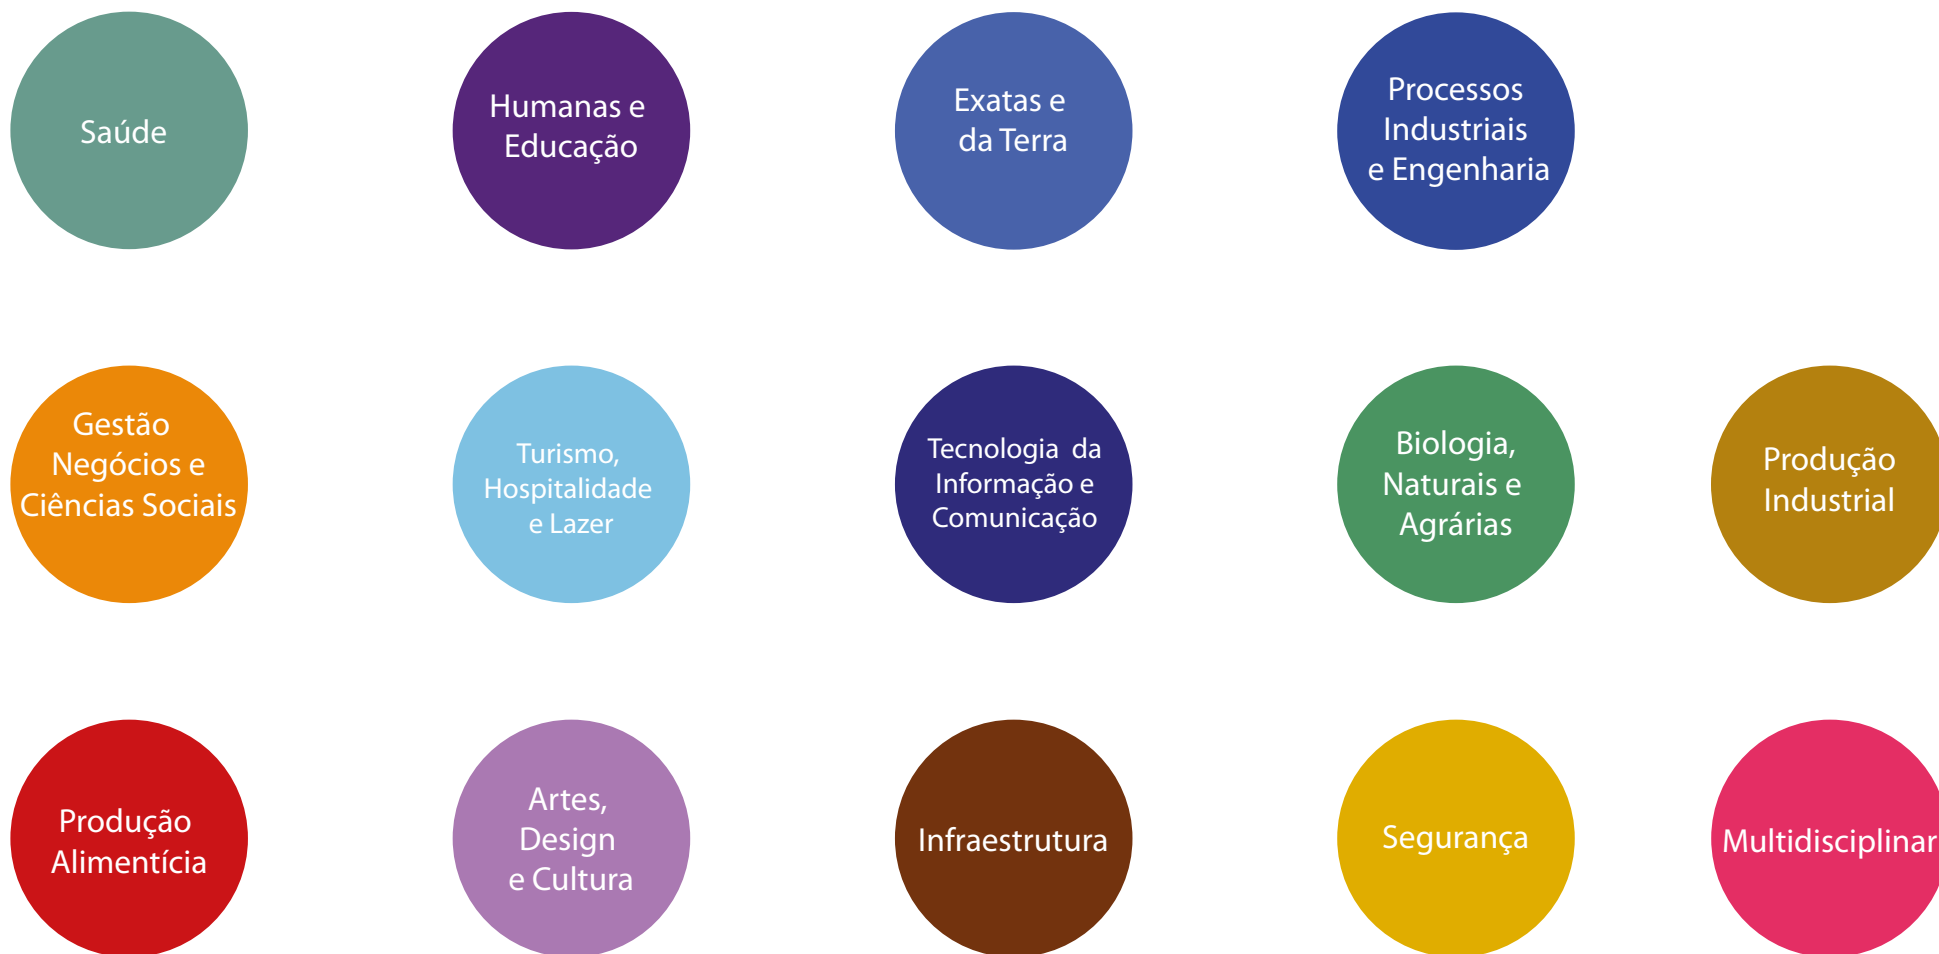 Saúde
Humanas e
Educação
Exatas e
da Terra
Processos
Industriais
e Engenharia
Gestão
Negócios e
Ciências Sociais
Turismo,
Hospitalidade
e Lazer
Tecnologia da
Informação e
Comunicação
Biologia,
Naturais e
Agrárias
Produção
Industrial
Produção
Alimentícia
Artes,
Design
e Cultura
Infraestrutura
Segurança
Multidisciplinar